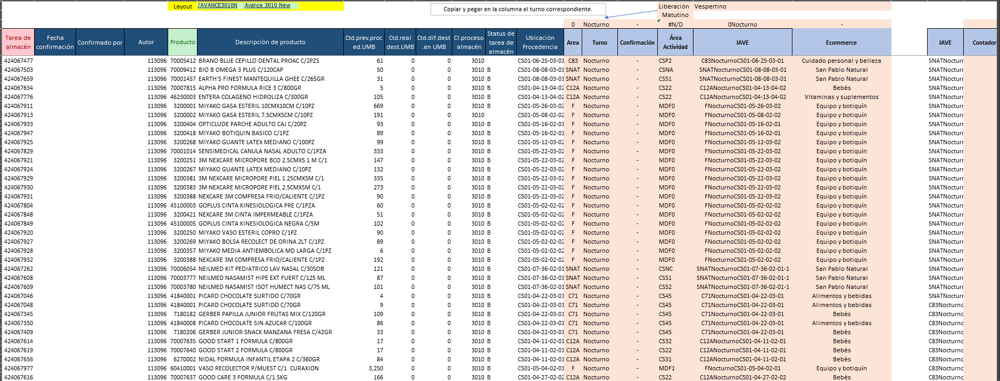 Layout /AVANCE3010N Avance 3010 New
Copiar y pegar en la columna el turno correspondiente.
Liberación Vespertino
Matutino
0 Nocturno - #N/D 0Nocturno -
Tarea de almacén Fecha confirmación Confirmado por Autor Producto Descripción de producto Ctd.prev.proc ed.UMB Ctd.real dest.UMB Ctd.dif.dest .en UMB Cl.proceso almacén Status de tarea de almacén Ubicación Procedencia Area Turno Confirmación Área Actividad IAVE Ecommerce IAVE Contador
424067477 113096 70005412 BRAND BLUE CEPILLO DENTAL PROAC C/2PZS 61 0 0 3010 CS01-06-25-03-01 C83 Nocturno - CSP2 C83NocturnoCS01-06-25-03-01 Cuidado personal y belleza SNATNocturn
424067503 113096 70009412 BIO B OMEGA 3 PLUS C/120CAP 50 0 0 3010 B CS01-08-08-03-01 SNAT Nocturno - CSNA SNATNocturnoCS01-08-08-03-01 San Pablo Natural SNATNocturn
424067659 113096 70001457 EARTH'S FINEST MANTEQUILLA GHEE C/265GR 31 0 0 3010 B CS01-08-08-03-01 SNAT Nocturno - CS51 SNATNocturnoCS01-08-08-03-01 San Pablo Natural SNATNocturn
424067634 113096 70007815 ALPHA PRO FORMULA RICE 3 C/800GR 5 0 0 3010 B CS01-04-13-04-02 C12A Nocturno - CS22 C12ANocturnoCS01-04-13-04-02 Bebés SNATNocturn
424067776 113096 46230003 ENTERA COLAGENO HIDROLIZA C/300GR 105 0 0 3010 B CS01-04-13-04-02 C12A Nocturno - CS22 C12ANocturnoCS01-04-13-04-02 Vitaminas y suplementos SNATNocturn
424067911 113096 3200001 MIYAKO GASA ESTERIL 10CMX10CM C/10PZ 669 0 0 3010 B CS01-05-26-03-02 F Nocturno - MDF0 FNocturnoCS01-05-26-03-02 Equipo y botiquín SNATNocturn
424067913 113096 3200002 MIYAKO GASA ESTERIL 7.5CMX5CM C/10PZ 191 0 0 3010 CS01-05-08-02-02 F Nocturno - MDF0 FNocturnoCS01-05-08-02-02 Equipo y botiquín SNATNocturn
424067933 113096 3200404 OPTICLUDE PARCHE ADULTO CAJ C/20PZ 93 0 0 3010 B CS01-05-16-02-01 F Nocturno - MDF0 FNocturnoCS01-05-16-02-01 Equipo y botiquín SNATNocturn
424067947 113096 3200418 MIYAKO BOTIQUIN BASICO C/1PZ 89 0 0 3010 B CS01-05-16-02-01 F Nocturno - MDF0 FNocturnoCS01-05-16-02-01 Equipo y botiquín SNATNocturn
424067925 113096 3200268 MIYAKO GUANTE LATEX MEDIANO C/100PZ 99 0 0 3010 B CS01-05-12-03-02 F Nocturno - MDF0 FNocturnoCS01-05-12-03-02 Equipo y botiquín SNATNocturn
424067829 113096 70001014 SENSIMEDICAL CANULA NASAL ADULTO C/1PZA 333 0 0 3010 B CS01-05-22-03-02 F Nocturno - MDF0 FNocturnoCS01-05-22-03-02 Equipo y botiquín SNATNocturn
424067921 113096 3200251 3M NEXCARE MICROPORE BCO 2.5CMX5.1 M C/1 147 0 0 3010 B CS01-05-22-03-02 F Nocturno - MDF0 FNocturnoCS01-05-22-03-02 Equipo y botiquín SNATNocturn
424067924 113096 3200267 MIYAKO GUANTE LATEX MEDIANO C/10PZ 132 0 0 3010 B CS01-05-22-03-02 F Nocturno - MDF0 FNocturnoCS01-05-22-03-02 Equipo y botiquín SNATNocturn
424067929 113096 3200381 3M NEXCARE MICROPORE PIEL 1.25CMX5M C/1 335 0 0 3010 B CS01-05-22-03-02 F Nocturno - MDF0 FNocturnoCS01-05-22-03-02 Equipo y botiquín SNATNocturn
424067930 113096 3200383 3M NEXCARE MICROPORE PIEL 2.5CMX5M C/1 273 0 0 3010 B CS01-05-22-03-02 F Nocturno - MDF0 FNocturnoCS01-05-22-03-02 Equipo y botiquín SNATNocturn
424067931 113096 3200388 NEXCARE 3M COMPRESA FRIO/CALIENTE C/1PZ 90 0 0 3010 B CS01-05-22-03-02 F Nocturno - MDF0 FNocturnoCS01-05-22-03-02 Equipo y botiquín SNATNocturn
424067804 113096 45100003 GOPLUS CINTA KINESIOLOGICA PRE C/1PZA 60 0 0 3010 B CS01-05-02-02-02 F Nocturno - MDF0 FNocturnoCS01-05-02-02-02 Equipo y botiquín SNATNocturn
424067848 113096 3200421 NEXCARE 3M CINTA IMPERMEABLE C/1PZA 51 0 0 3010 B CS01-05-02-02-02 F Nocturno - MDF0 FNocturnoCS01-05-02-02-02 Equipo y botiquín SNATNocturn
424067849 113096 45100005 GOPLUS CINTA KINESIOLOGICA NEGRA C/5M 102 0 0 3010 B CS01-05-02-02-02 F Nocturno - MDF0 FNocturnoCS01-05-02-02-02 Equipo y botiquín SNATNocturn
424067920 113096 3200250 MIYAKO VASO ESTERIL COPRO C/1PZ 90 0 0 3010 B CS01-05-02-02-02 F Nocturno - MDF0 FNocturnoCS01-05-02-02-02 Equipo y botiquín SNATNocturn
424067927 113096 3200269 MIYAKO BOLSA RECOLECT DE ORINA 2LT C/1PZ 89 0 0 3010 B CS01-05-02-02-02 F Nocturno - MDF0 FNocturnoCS01-05-02-02-02 Equipo y botiquín SNATNocturn
424067928 113096 3200357 MIYAKO MEDIA ANTIEMBOLICA MD LARGA C/1PZ 6 0 0 3010 B CS01-05-02-02-02 F Nocturno - MDF0 FNocturnoCS01-05-02-02-02 Equipo y botiquín SNATNocturn
424067932 113096 3200388 NEXCARE 3M COMPRESA FRIO/CALIENTE C/1PZ 192 0 0 3010 B CS01-05-02-02-02 F Nocturno - MDF0 FNocturnoCS01-05-02-02-02 Equipo y botiquín SNATNocturn
424067262 113096 70006054 NEILMED KIT PEDIATRICO LAV NASAL C/30SOB 121 0 0 3010 B CS01-07-36-02-01 SNAT Nocturno - CSNC SNATNocturnoCS01-07-36-02-01-1 San Pablo Natural SNATNocturn
424067608 113096 70003777 NEILMED NASAMIST HIPE EXT FUERT C/125 ML 87 0 0 3010 B CS01-07-36-02-01 SNAT Nocturno - CS51 SNATNocturnoCS01-07-36-02-01-1 San Pablo Natural SNATNocturn
424067609 113096 70003780 NEILMED NASAMIST ISOT HUMECT NAS C/75 ML 101 0 0 3010 B CS01-07-36-02-01 SNAT Nocturno - CS52 SNATNocturnoCS01-07-36-02-01-1 San Pablo Natural SNATNocturn
424067046 113096 41840001 PICARD CHOCOLATE SURTIDO C/70GR 4 0 0 3010 B CS01-04-22-03-01 C71 Nocturno - CS45 C71NocturnoCS01-04-22-03-01 Alimentos y bebidas SNATNocturn
424067048 113096 41840001 PICARD CHOCOLATE SURTIDO C/70GR 9 0 0 3010 B CS01-04-22-03-01 C71 Nocturno - CS45 C71NocturnoCS01-04-22-03-01 Alimentos y bebidas C83Nocturno
424067345 113096 7180182 GERBER PAPILLA JUNIOR FRUTAS MIX C/120GR 109 0 0 3010 B CS01-04-22-03-01 C71 Nocturno - CS45 C71NocturnoCS01-04-22-03-01 Bebés C83Nocturno
424067350 113096 41840008 PICARD CHOCOLATE SIN AZUCAR C/100GR 86 0 0 3010 B CS01-04-22-03-01 C71 Nocturno - CS45 C71NocturnoCS01-04-22-03-01 Alimentos y bebidas C83Nocturno
424067409 113096 7180206 GERBER JUNIOR SNACK MANZANA FRESA C/42GR 33 0 0 3010 B CS01-04-22-03-01 C71 Nocturno - CS45 C71NocturnoCS01-04-22-03-01 Bebés C83Nocturno
424067614 113096 70007635 GOOD START 1 FORMULA C/800GR 17 0 0 3010 B CS01-04-11-02-01 C12A Nocturno - CS32 C12ANocturnoCS01-04-11-02-01 Bebés C83Nocturno
424067619 113096 70007640 GOOD START 2 FORMULA C/800GR 17 0 0 3010 B CS01-04-11-02-01 C12A Nocturno - CS22 C12ANocturnoCS01-04-11-02-01 Bebés C83Nocturno
424067656 113096 6270002 NIDAL FORMULA INFANTIL ETAPA 2 C/360GR 84 0 0 3010 B CS01-04-11-02-01 C12A Nocturno - CS31 C12ANocturnoCS01-04-11-02-01 Bebés C83Nocturno
424067977 113096 60410001 VASO RECOLECTOR P/MUEST C/1 CURAXION 3,250 0 0 3010 B CS01-05-04-02-01 F Nocturno - MDF1 FNocturnoCS01-05-04-02-01 Equipo y botiquín C83Nocturno
424067616 113096 70007637 GOOD CARE 3 FORMULA C/1.5KG 166 0 0 3010 B CS01-04-27-02-02 C12A Nocturno - CS22 C12ANocturnoCS01-04-27-02-02 Bebés C83Nocturno